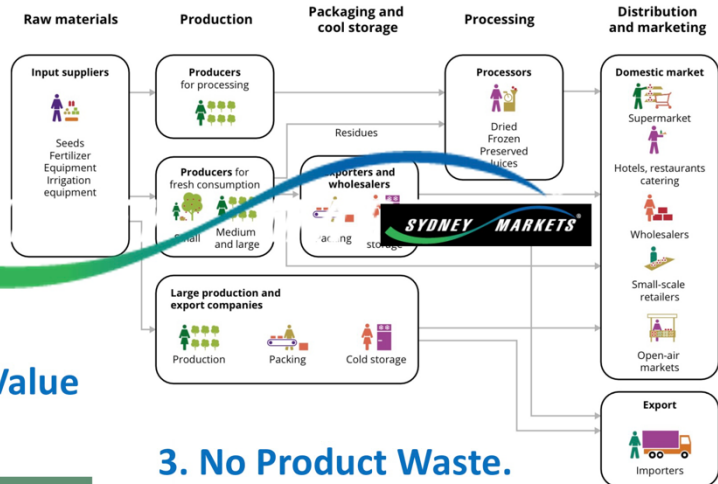 Raw materials
Production
Packaging and
cool storage
Processing
Distribution
and marketing
Input suppliers
Seeds
Fertilizer
Equipment
Irrigation
equipment
Producers
for processing
Producers for
fresh consumption
Small
Medium
and large
Residues
Exporters and
wholesalers
storage
Processors
Dried
Frozen
Preserved
Juices
Domestic market
Supermarket
Hotels, restaurants
catering
Wholesalers
Small-scale
retailers
Open-air
markets
SYDNEY MARKETS®
Large production and
export companies
Production
Packing
Cold storage
Export
Importers
Value
3. No Product Waste.